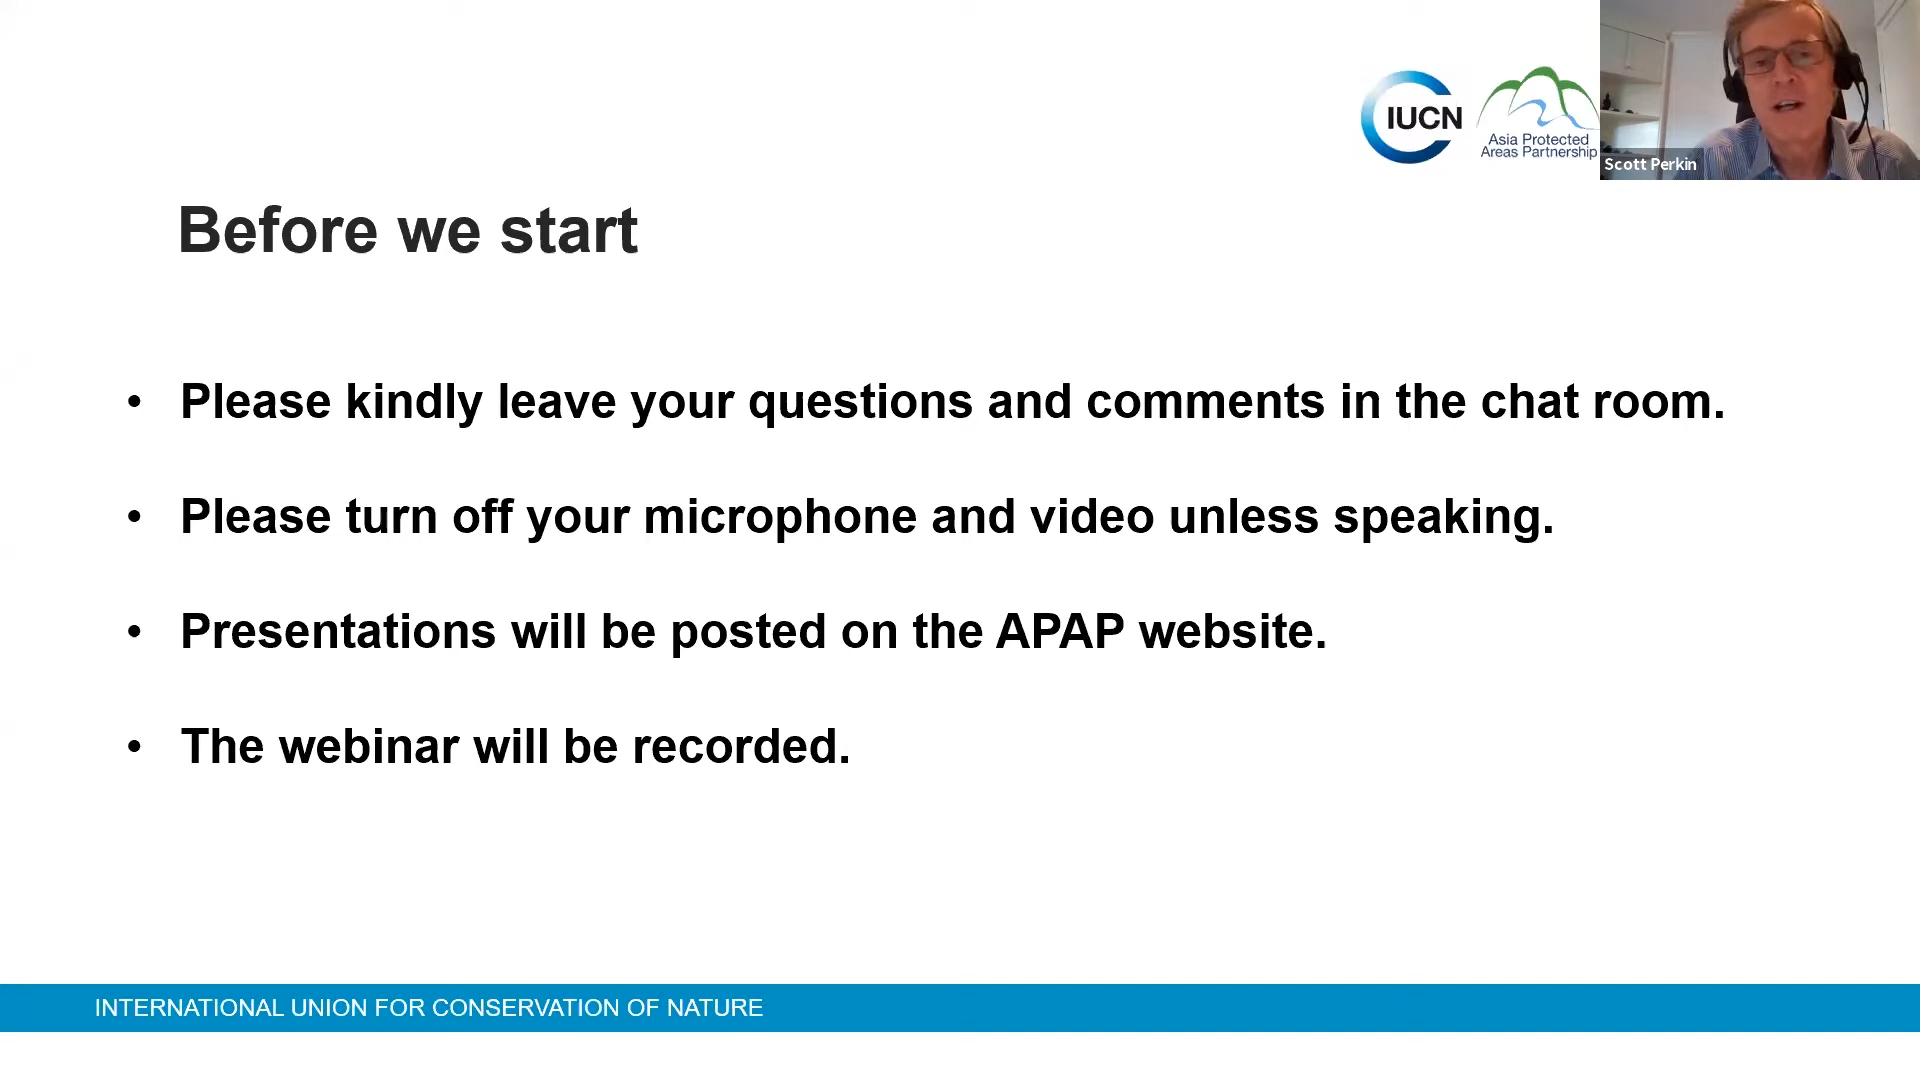 IUCN
Asia Protected
Areas Partnership
Scott Perkin
Before we start
• Please kindly leave your questions and comments in the chat room.
• Please turn off your microphone and video unless speaking.
• Presentations will be posted on the APAP website.
• The webinar will be recorded.
INTERNATIONAL UNION FOR CONSERVATION OF NATURE